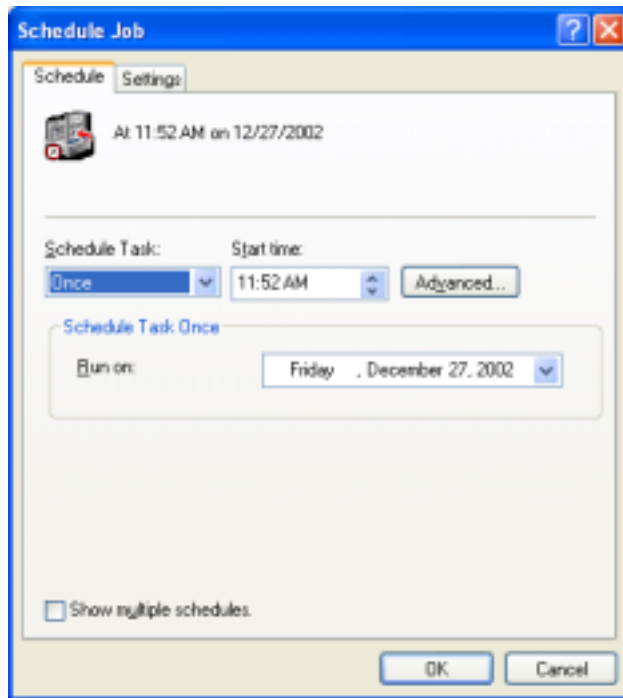 Schedule Job
Schedule Settings
At 11:52 AM on 12/27/2002
Schedule Task: Start time:
Once 11:52 AM Advanced...
Schedule Task Once
Run on: Friday , December 27, 2002
Show multiple schedules.
OK Cancel